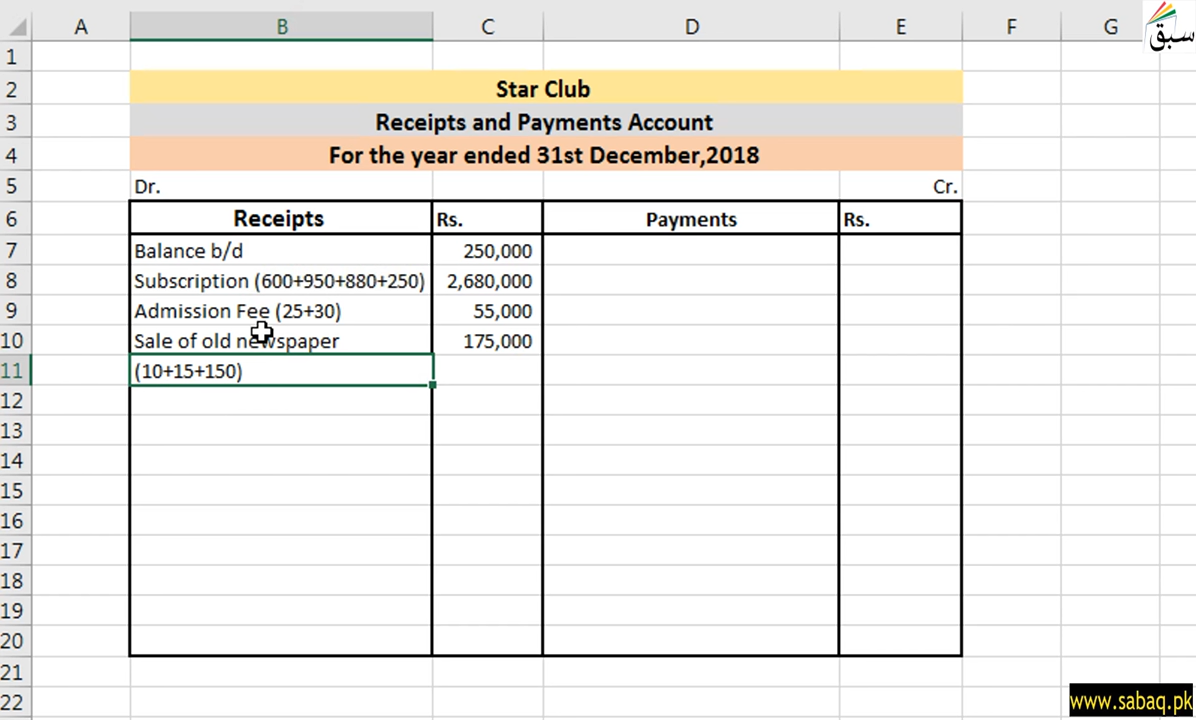 A B C D E F G
سبق
1
2 Star Club
3 Receipts and Payments Account
4 For the year ended 31st December,2018
5 Dr. Cr.
6 Receipts Rs. Payments Rs.
7 Balance b/d 250,000
8 Subscription (600+950+880+250) 2,680,000
9 Admission Fee (25+30) 55,000
10 Sale of old newspaper 175,000
11 (10+15+150)
12
13
14
15
16
17
18
19
20
21
22
www.sabaq.pk